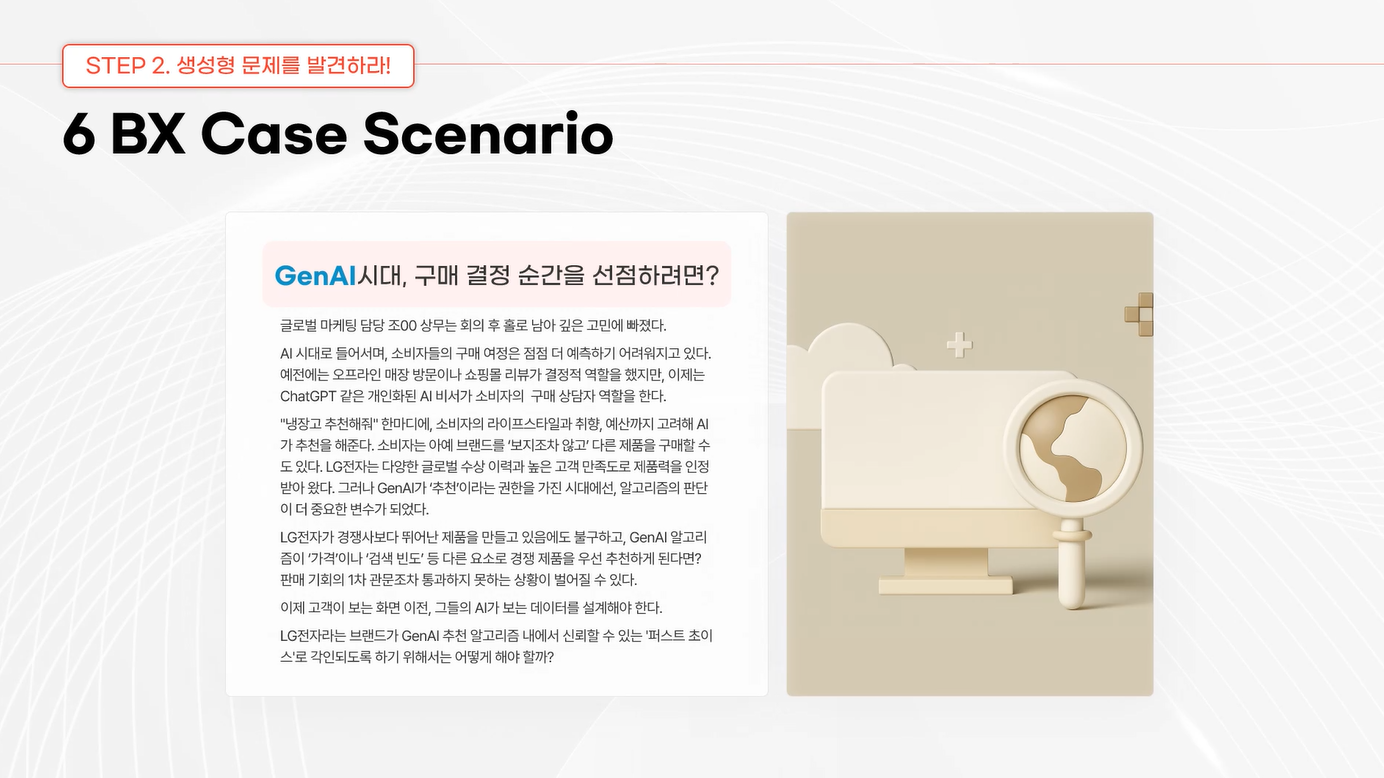 STEP 2. 생성형 문제를 발견하라!
6 BX Case Scenario
GenAI시대, 구매 결정 순간을 선점하려면?
글로벌 마케팅 담당 조00 상무는 회의 후 홀로 남아 깊은 고민에 빠졌다.
AI 시대로 들어서며, 소비자들의 구매 여정은 점점 더 예측하기 어려워지고 있다.
예전에는 오프라인 매장 방문이나 쇼핑몰 리뷰가 결정적 역할을 했지만, 이제는
ChatGPT 같은 개인화된 AI 비서가 소비자의 구매 상담자 역할을 한다.
"냉장고 추천해줘" 한마디에, 소비자의 라이프스타일과 취향, 예산까지 고려해 AI
가 추천을 해준다. 소비자는 아예 브랜드를 ‘보지조차 않고’ 다른 제품을 구매할 수
도 있다. LG전자는 다양한 글로벌 수상 이력과 높은 고객 만족도로 제품력을 인정
받아 왔다. 그러나 GenAI가 ‘추천’이라는 권한을 가진 시대에선, 알고리즘의 판단
이 더 중요한 변수가 되었다.
LG전자가 경쟁사보다 뛰어난 제품을 만들고 있음에도 불구하고, GenAI 알고리
즘이 ‘가격’이나 ‘검색 빈도’ 등 다른 요소로 경쟁 제품을 우선 추천하게 된다면?
판매 기회의 1차 관문조차 통과하지 못하는 상황이 벌어질 수 있다.
이제 고객이 보는 화면 이전, 그들의 AI가 보는 데이터를 설계해야 한다.
LG전자라는 브랜드가 GenAI 추천 알고리즘 내에서 신뢰할 수 있는 '퍼스트 초이
스'로 각인되도록 하기 위해서는 어떻게 해야 할까?